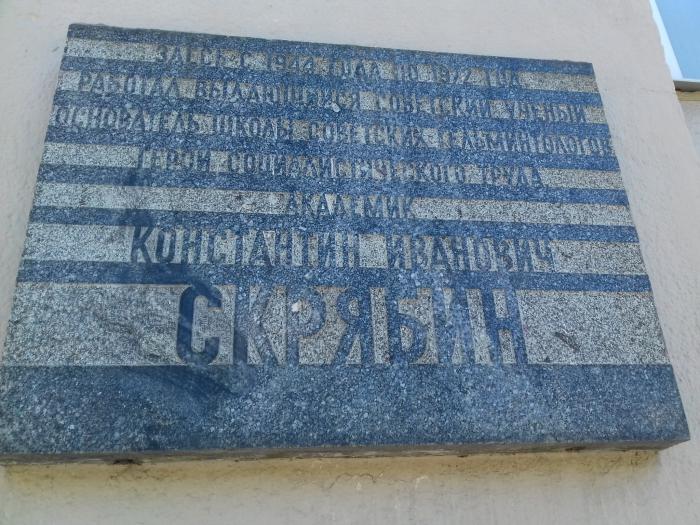 ЗДЕСЬ С 1944 ГОДА ПО 1972 ГОД
РАБОТАЛ ВЫДАЮЩИЙСЯ СОВЕТСКИЙ УЧЕНЫЙ
ОСНОВАТЕЛЬ ШКОЛЫ СОВЕТСКИХ ГЕЛЬМИНТОЛОГОВ
ГЕРОЙ СОЦИАЛИСТИЧЕСКОГО ТРУДА
АКАДЕМИК
КОНСТАНТИН ИВАНОВИЧ
СКРЯБИН